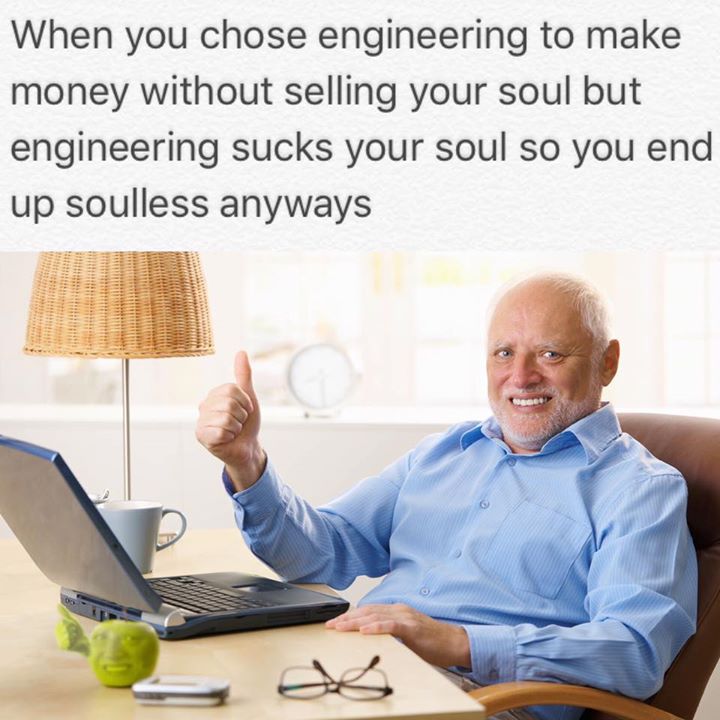 When you chose engineering to make
money without selling your soul but
engineering sucks your soul so you end
up soulless anyways